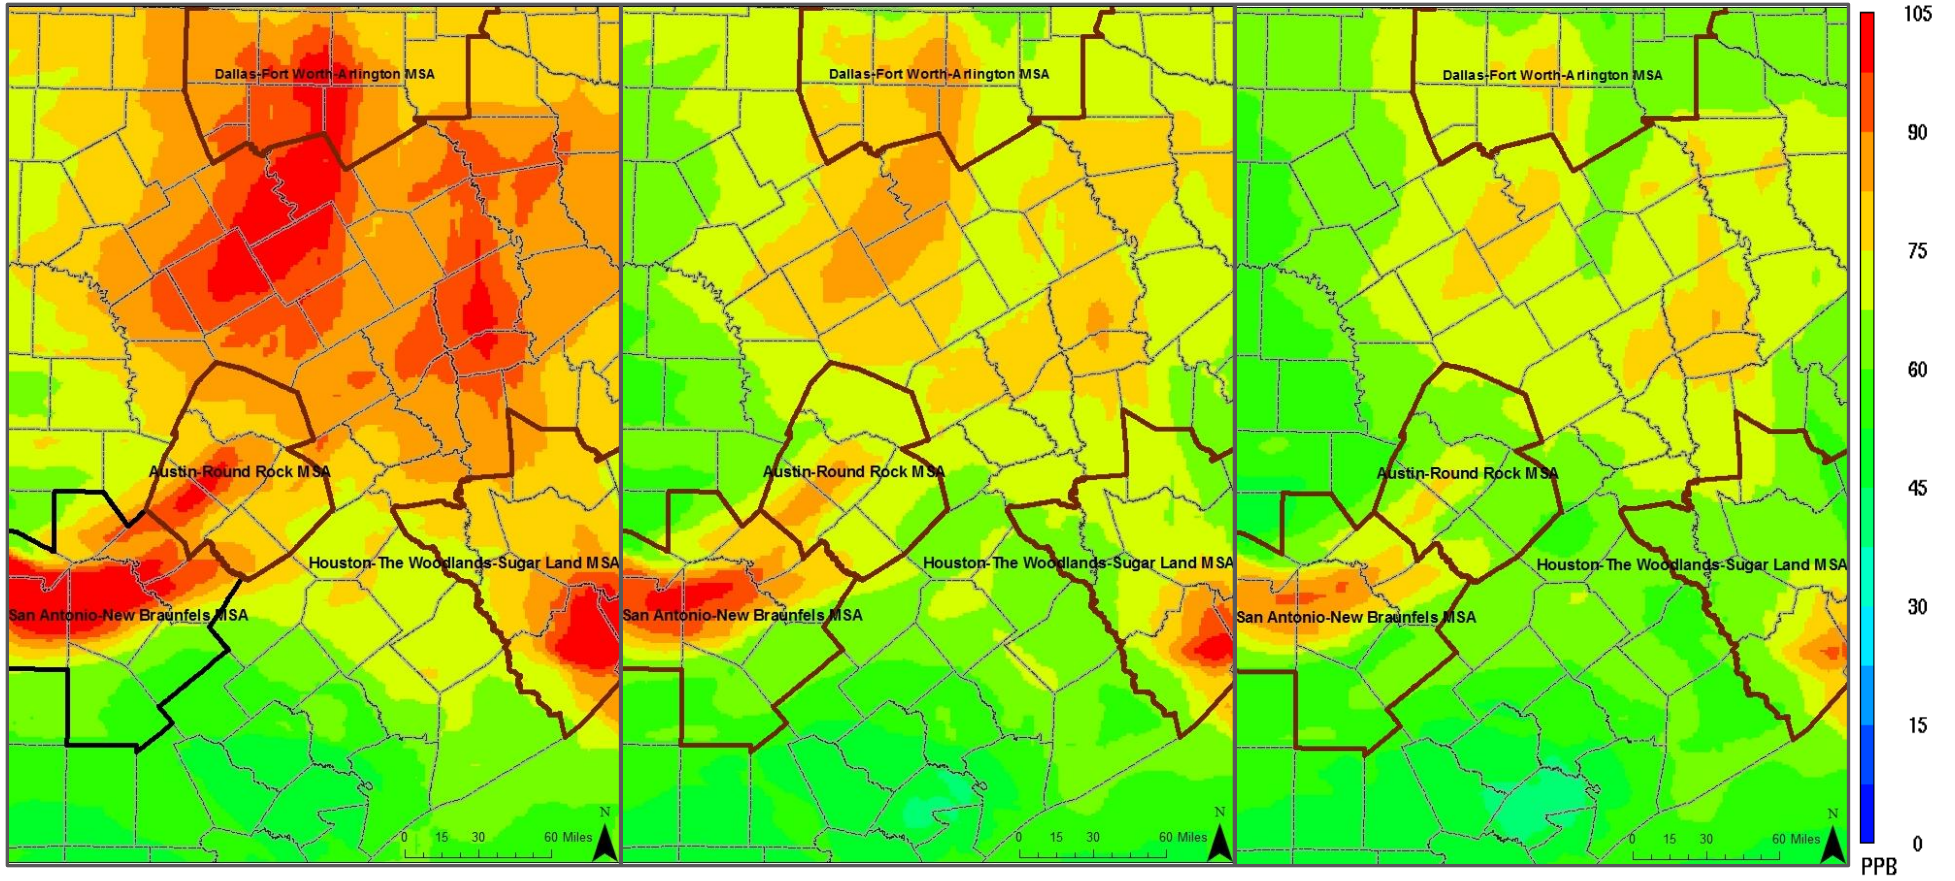 Dallas-Fort Worth-Arlington MSA
Austin-Round Rock MSA
Houston-The Woodlands-Sugar Land MSA
San Antonio-New Braunfels MSA
N
0 15 30 60 Miles
Dallas-Fort Worth-Arlington MSA
Austin-Round Rock MSA
Houston-The Woodlands-Sugar Land MSA
San Antonio-New Braunfels MSA
N
0 15 30 60 Miles
Dallas-Fort Worth-Arlington MSA
Austin-Round Rock MSA
Houston-The Woodlands-Sugar Land MSA
San Antonio-New Braunfels MSA
N
0 15 30 60 Miles
105
90
75
60
45
30
15
0
PPB